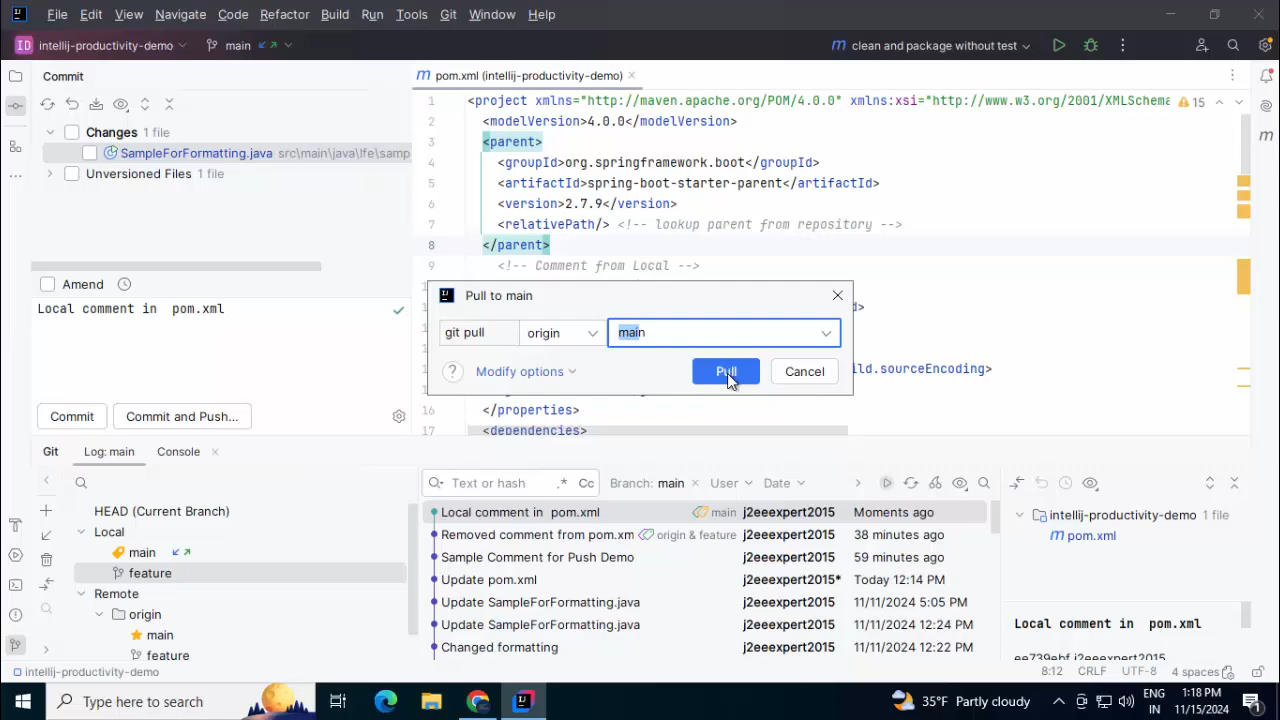 File Edit View Navigate Code Refactor Build Run Tools Git Window Help
ID intellij-productivity-demo main clean and package without test
Commit
pom.xml (intellij-productivity-demo)
1 <project xmlns="http://maven.apache.org/POM/4.0.0" xmlns:xsi="http://www.w3.org/2001/XMLSchema 15
2 <modelVersion>4.0.0</modelVersion>
Changes 1 file
3 <parent>
SampleForFormatting.java src\main\java\lfe\samp
4 <groupId>org.springframework.boot</groupId>
Unversioned Files 1 file
5 <artifactId>spring-boot-starter-parent</artifactId>
6 <version>2.7.9</version>
7 <relativePath/> <!-- lookup parent from repository -->
8 </parent>
9 <!-- Comment from Local -->
Amend
Local comment in pom.xml
Pull to main
git pull origin main
Modify options Pull Cancel
d>
ld.sourceEncoding>
Commit Commit and Push...
16 </properties>
17 <dependencies>
Git Log: main Console
Text or hash .* Cc Branch: main User Date
HEAD (Current Branch)
Local
main
feature
Remote
origin
main
feature
Local comment in pom.xml main j2eeexpert2015 Moments ago
Removed comment from pox.xm origin & feature j2eeexpert2015 38 minutes ago
Sample Comment for Push Demo j2eeexpert2015 59 minutes ago
Update pom.xml j2eeexpert2015* Today 12:14 PM
Update SampleForFormatting.java j2eeexpert2015 11/11/2024 5:05 PM
Update SampleForFormatting.java j2eeexpert2015 11/11/2024 12:24 PM
Changed formatting j2eeexpert2015 11/11/2024 12:22 PM
intellij-productivity-demo 1 file
pom.xml
Local comment in pom.xml
intellij-productivity-demo 8:12 CRLF UTF-8 4 spaces
Type here to search 35°F Partly cloudy ENG IN 1:18 PM 11/15/2024